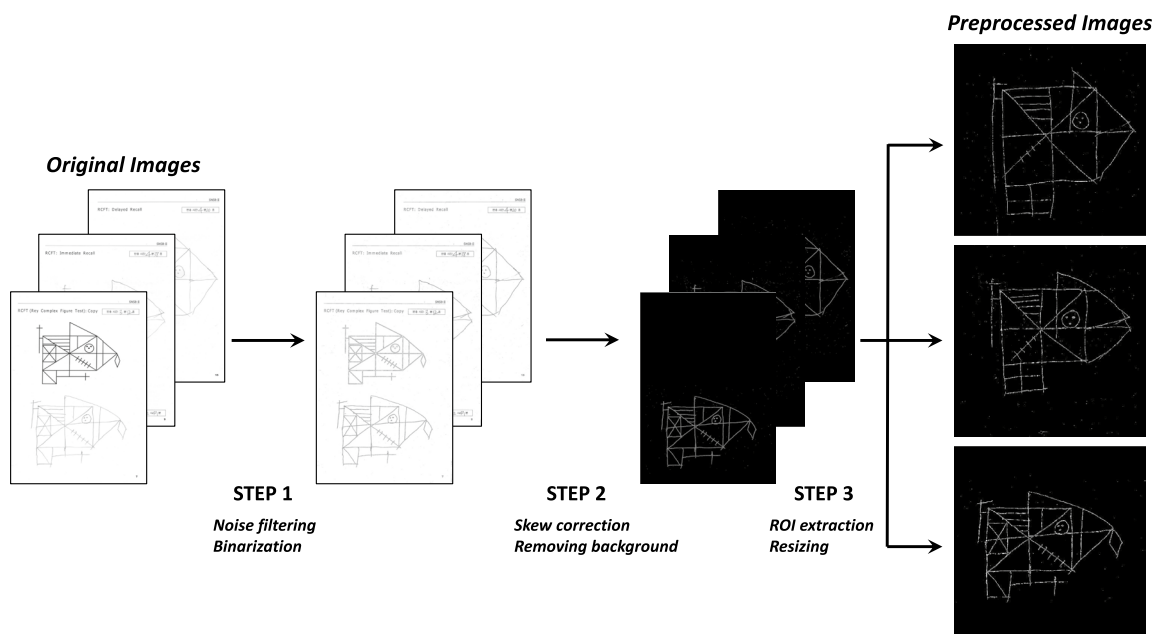 Preprocessed Images
Original Images
RCFT: Delayed Recall
RCFT: Immediate Recall
RCFT (Rey Complex Figure Test): Copy
RCFT: Delayed Recall
RCFT: Immediate Recall
RCFT (Rey Complex Figure Test): Copy
STEP 1
Noise filtering
Binarization
STEP 2
Skew correction
Removing background
STEP 3
ROI extraction
Resizing